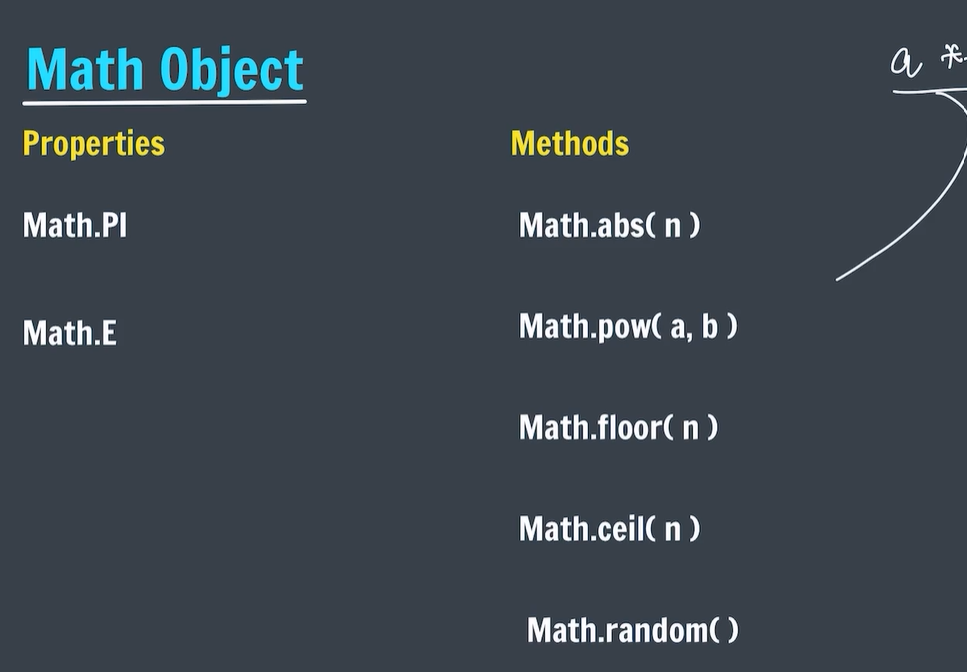 Math Object
a *
Properties
Methods
Math.PI
Math.abs( n )
Math.E
Math.pow( a, b )
Math.floor( n )
Math.ceil( n )
Math.random( )